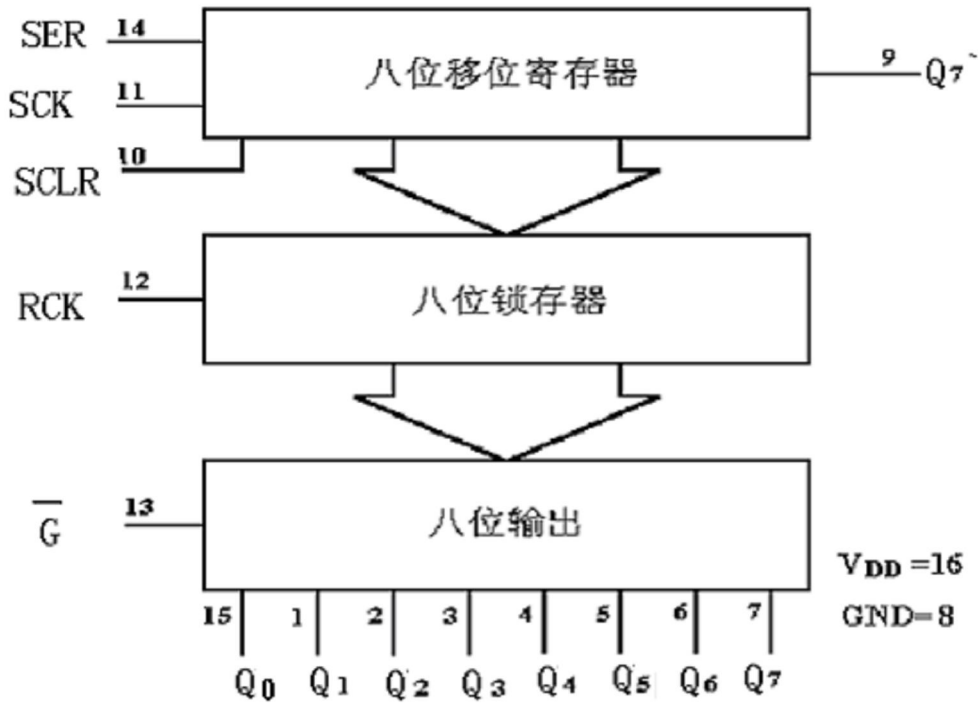 SER 14
八位移位寄存器
9 Q7`
SCK 11
SCLR 10
RCK 12
八位锁存器
G̅ 13
八位输出
VDD =16
GND=8
15 1 2 3 4 5 6 7
Q0 Q1 Q2 Q3 Q4 Q5 Q6 Q7